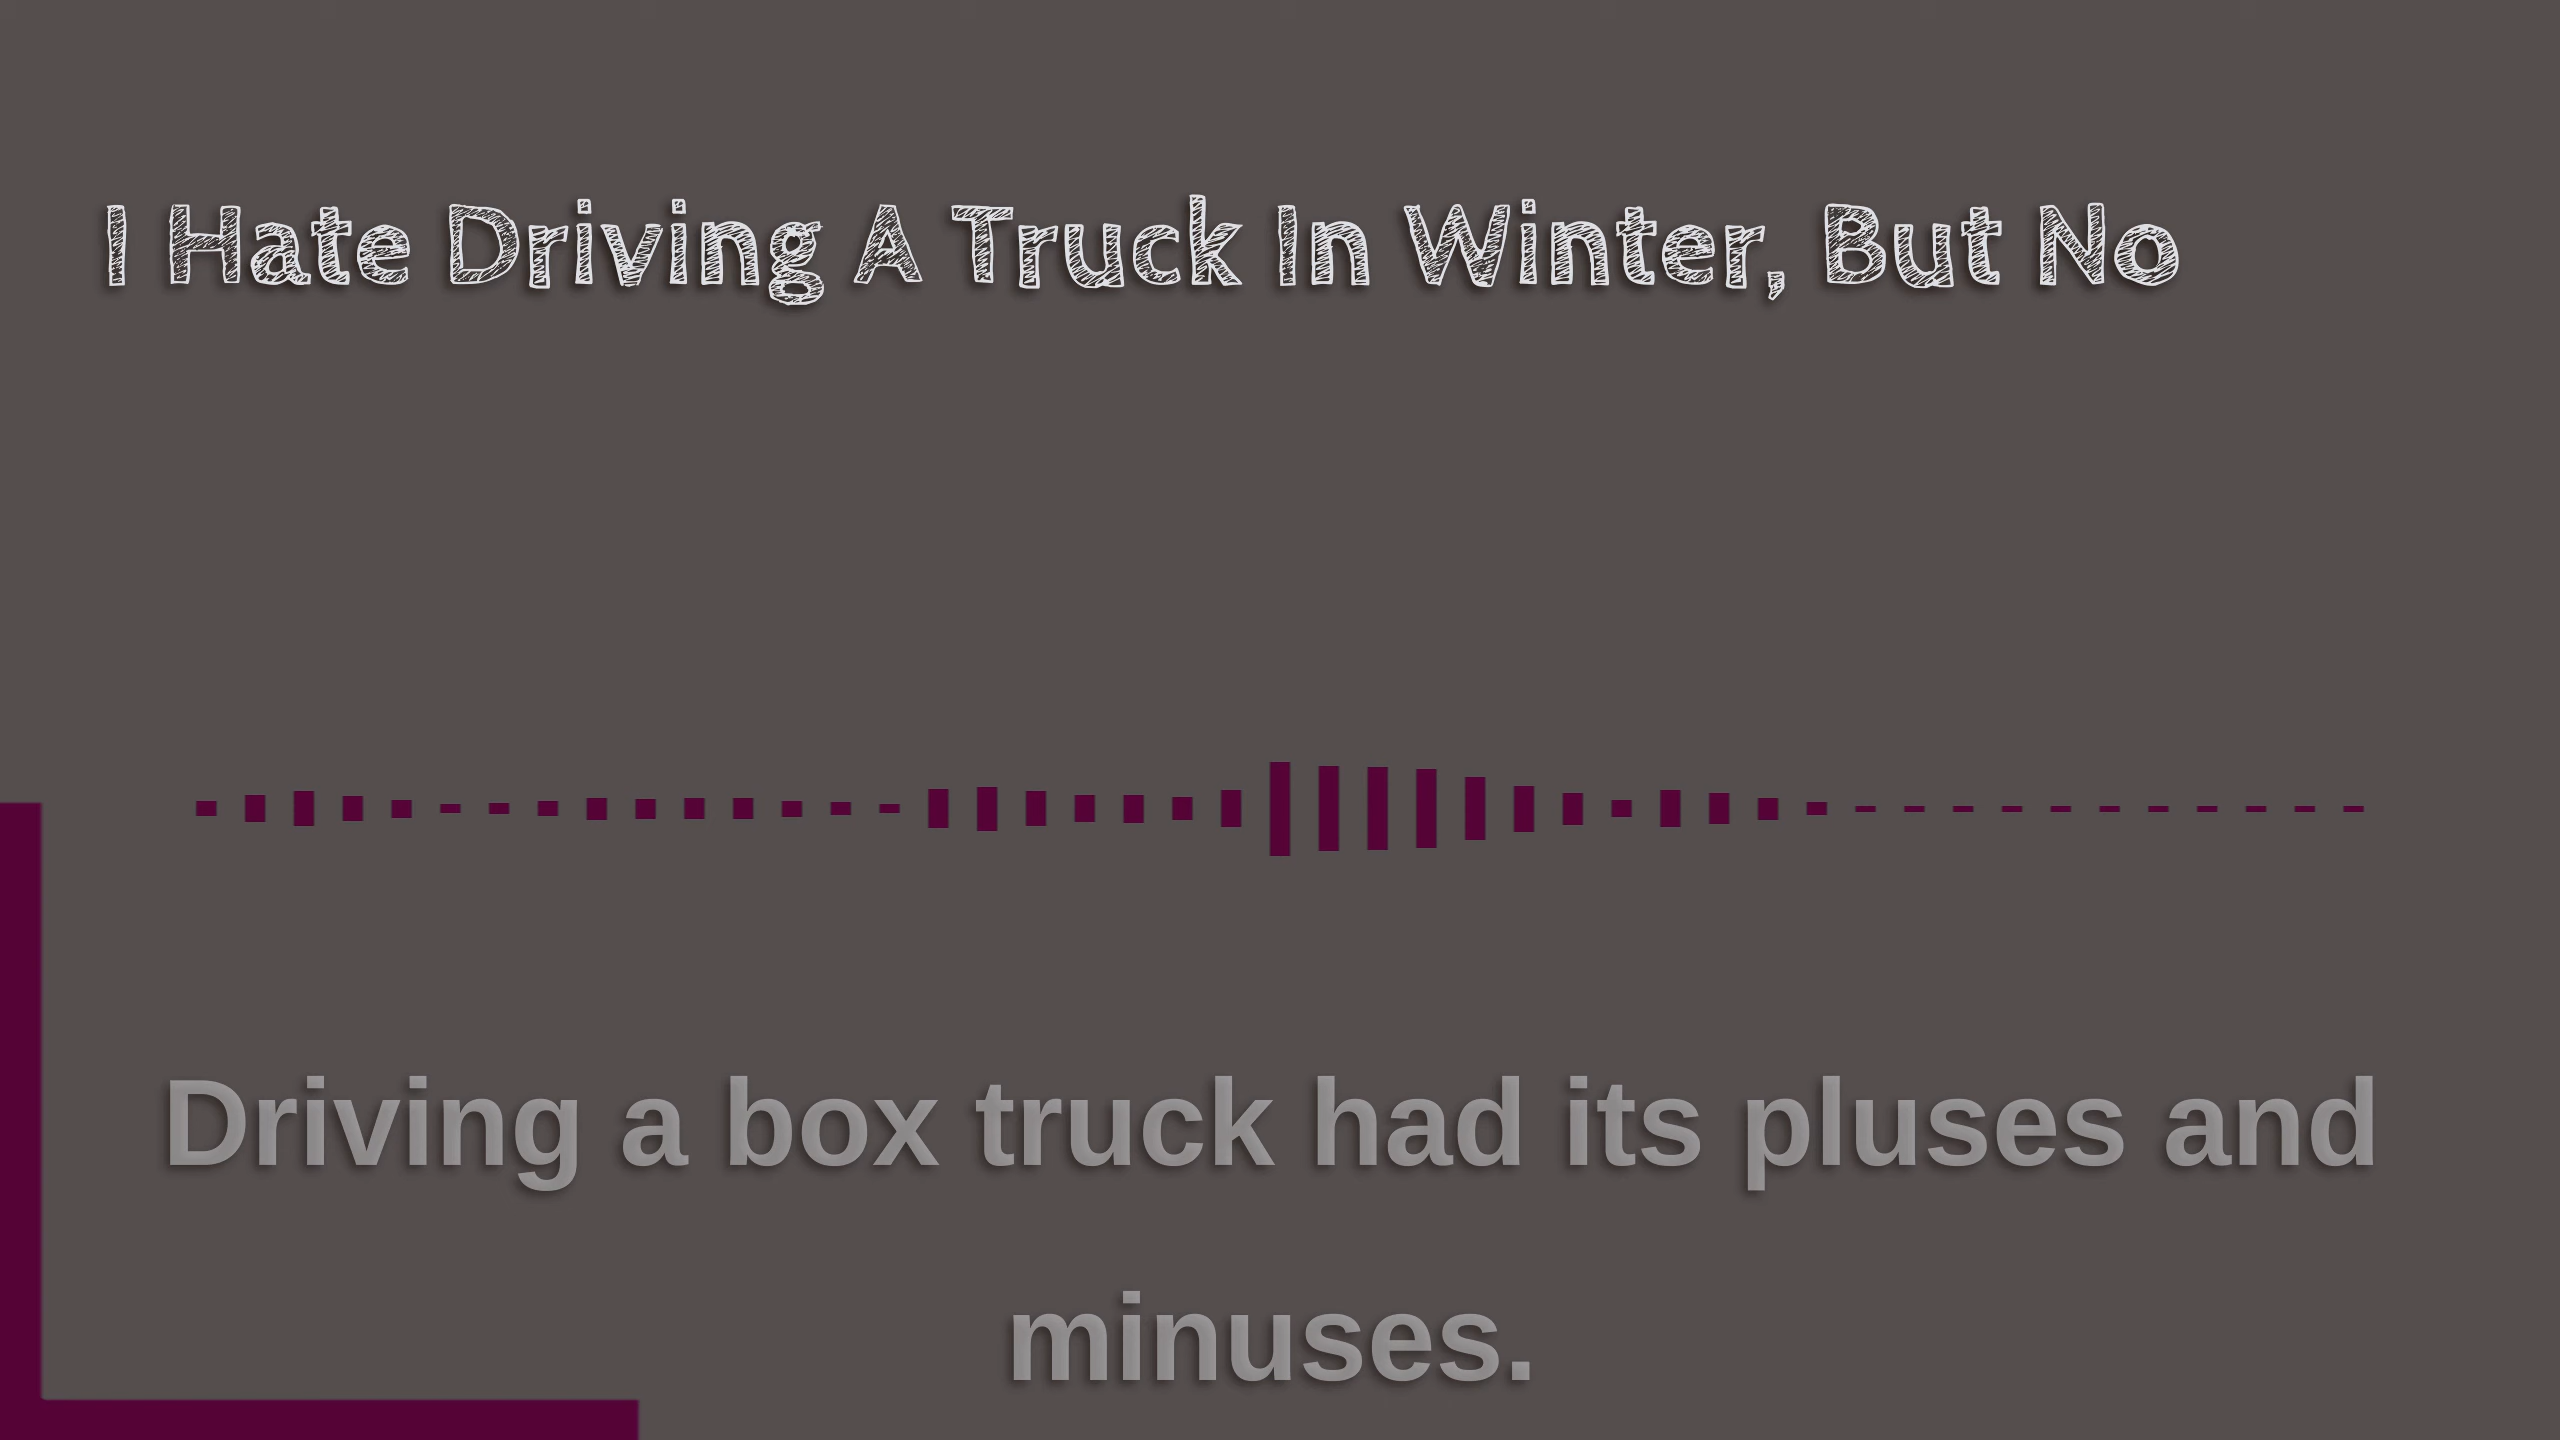 I Hate Driving A Truck In Winter, But No
Driving a box truck had its pluses and
minuses.